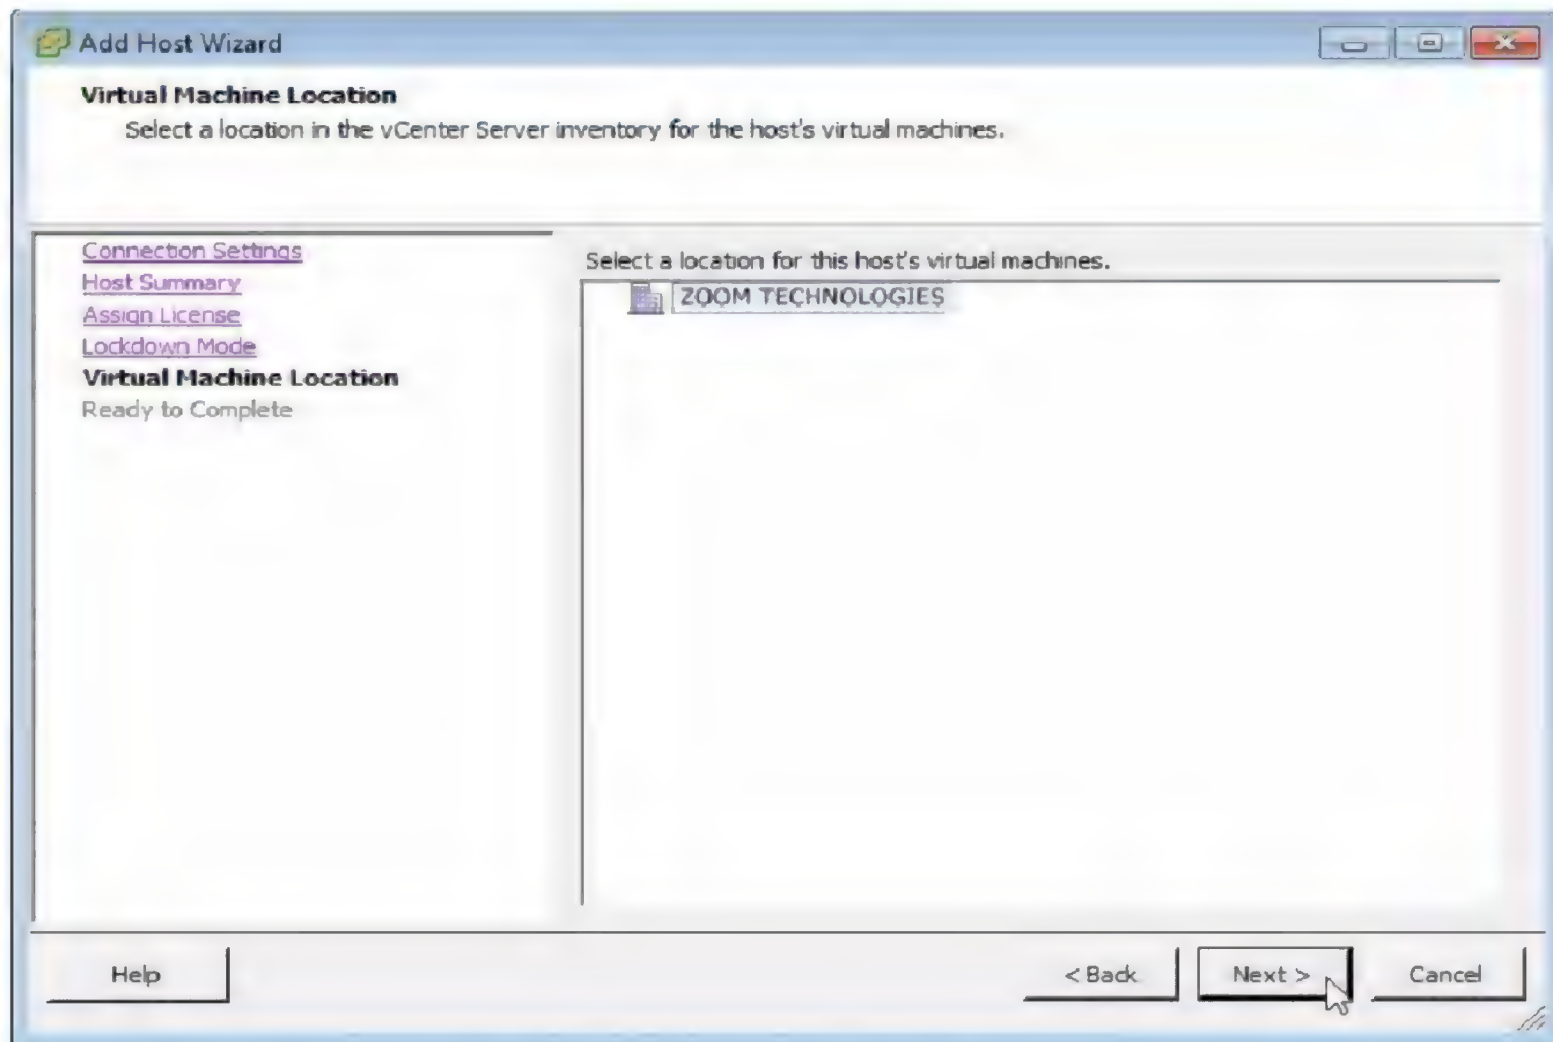 Add Host Wizard
Virtual Machine Location
Select a location in the vCenter Server inventory for the host's virtual machines.
Connection Settings
Host Summary
Assign License
Lockdown Mode
Virtual Machine Location
Ready to Complete
Select a location for this host's virtual machines.
ZOOM TECHNOLOGIES
Help
< Back
Next >
Cancel